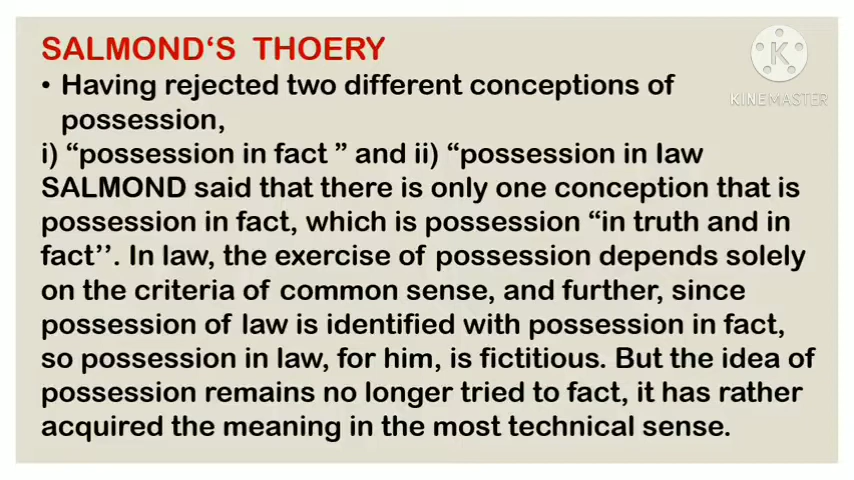 SALMOND‘S THOERY
• Having rejected two different conceptions of
possession,
i) “possession in fact ” and ii) “possession in law
SALMOND said that there is only one conception that is
possession in fact, which is possession “in truth and in
fact’’. In law, the exercise of possession depends solely
on the criteria of common sense, and further, since
possession of law is identified with possession in fact,
so possession in law, for him, is fictitious. But the idea of
possession remains no longer tried to fact, it has rather
acquired the meaning in the most technical sense.
K
KINEMASTER